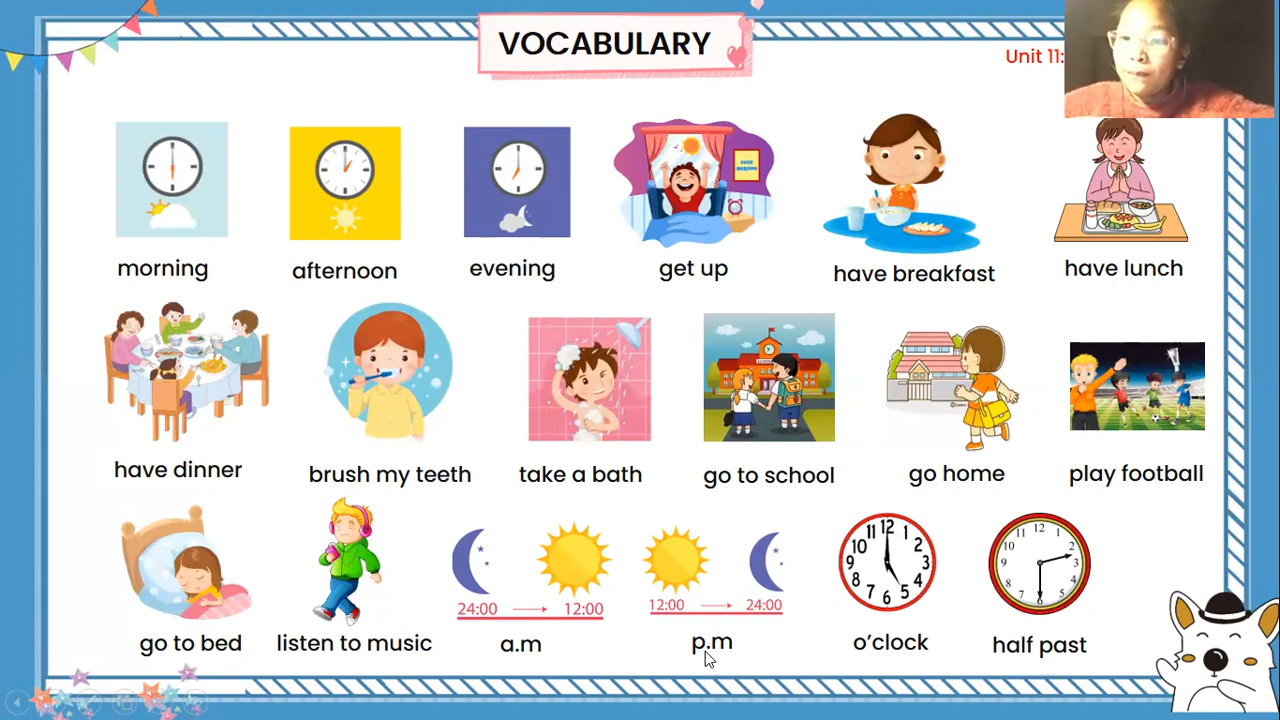 VOCABULARY
Unit 11:
morning
afternoon
evening
get up
have breakfast
have lunch
have dinner
brush my teeth
take a bath
go to school
go home
play football
go to bed
listen to music
24:00 12:00
a.m
12:00 24:00
p.m
o’clock
half past